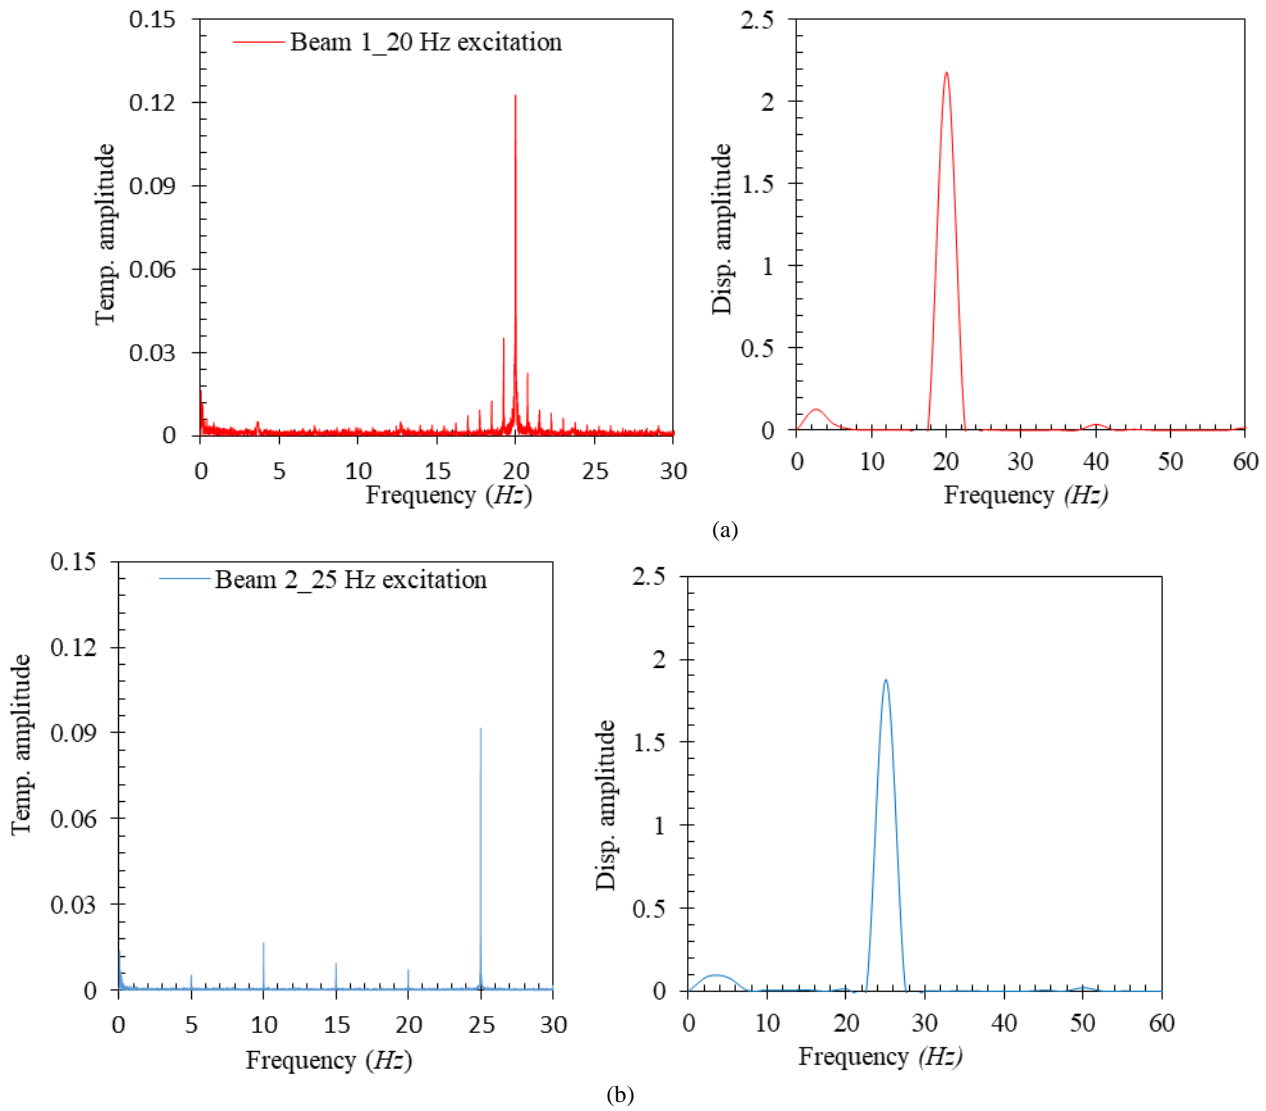 Beam 1_20 Hz excitation
Temp. amplitude
0.15
0.12
0.09
0.06
0.03
0
0 5 10 15 20 25 30
Frequency (Hz)
Disp. amplitude
2.5
2
1.5
1
0.5
0
0 10 20 30 40 50 60
Frequency (Hz)
(a)
Beam 2_25 Hz excitation
Temp. amplitude
0.15
0.12
0.09
0.06
0.03
0
0 5 10 15 20 25 30
Frequency (Hz)
Disp. amplitude
2.5
2
1.5
1
0.5
0
0 10 20 30 40 50 60
Frequency (Hz)
(b)